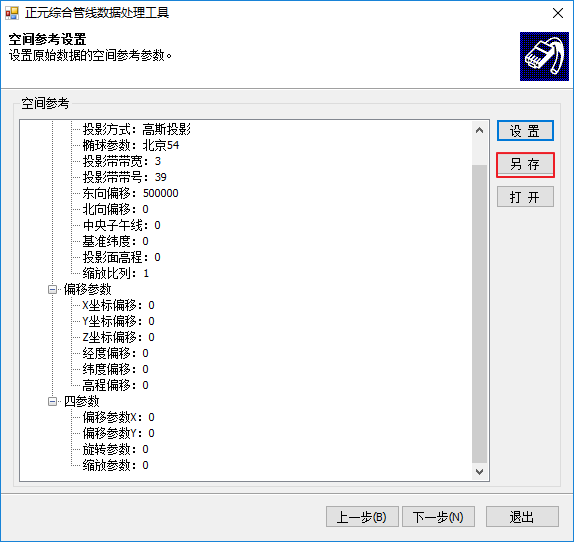 正元综合管线数据处理工具
空间参考设置
设置原始数据的空间参考参数。
空间参考
投影方式：高斯投影
椭球参数：北京54
投影带带宽：3
投影带带号：39
东向偏移：500000
北向偏移：0
中央子午线：0
基准纬度：0
投影面高程：0
缩放比列：1
偏移参数
X坐标偏移：0
Y坐标偏移：0
Z坐标偏移：0
经度偏移：0
纬度偏移：0
高程偏移：0
四参数
偏移参数X：0
偏移参数Y：0
旋转参数：0
缩放参数：0
设 置
另 存
打 开
上一步(B)
下一步(N)
退出